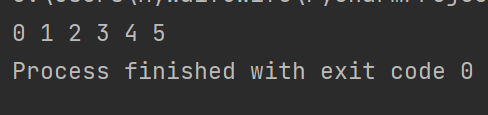 0 1 2 3 4 5
Process finished with exit code 0